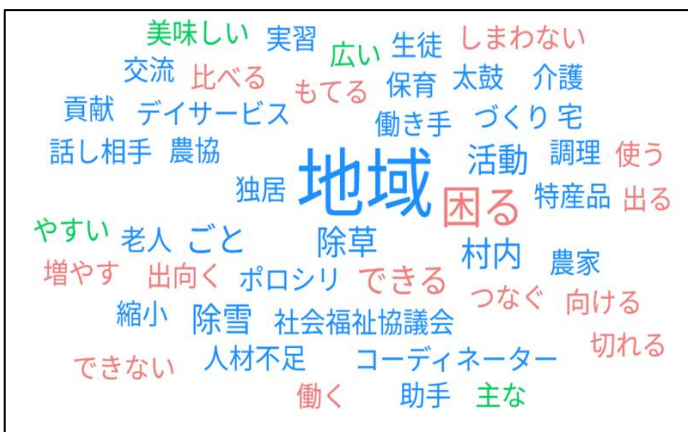 美味しい 実習 広い 生徒 しまわない
交流 比べる もてる 保育 太鼓 介護
貢献 デイサービス 働き手 づくり 宅
話し相手 農協 地域 活動 調理 使う
独居 困る 特産品 出る
やすい 老人 ごと 除草 村内 農家
増やす 出向く ポロシリ できる つなぐ 向ける
縮小 除雪 社会福祉協議会 切れる
できない 人材不足 コーディネーター
働く 助手 主な